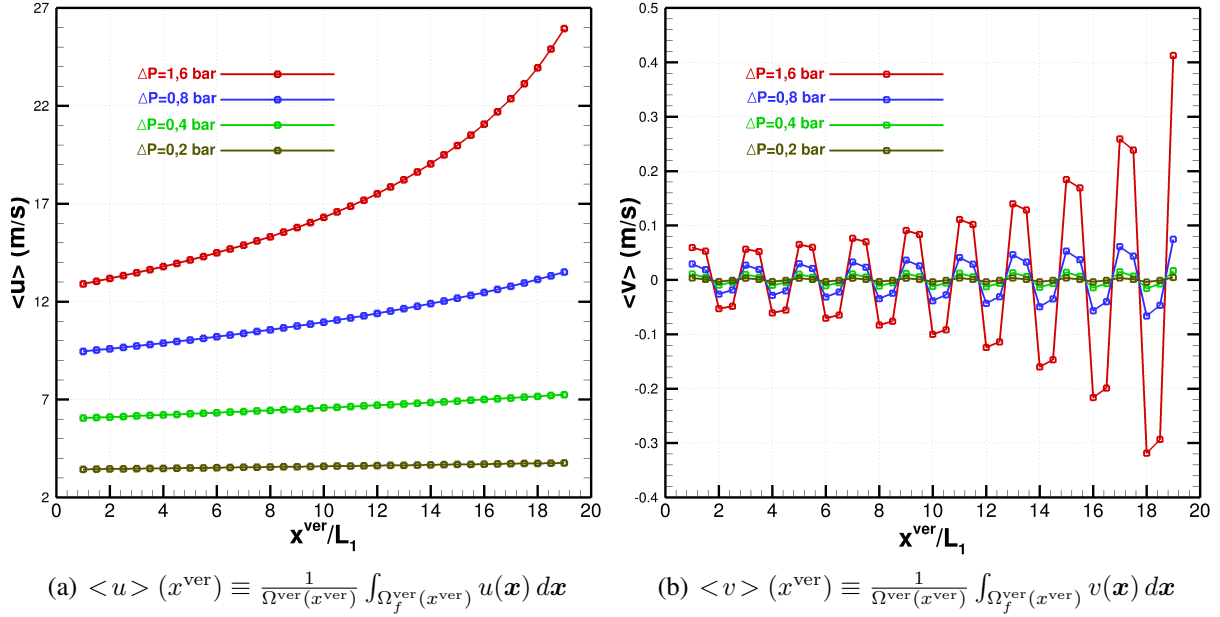 27
22
17
12
7
2
<u> (m/s)
ΔP=1,6 bar
ΔP=0,8 bar
ΔP=0,4 bar
ΔP=0,2 bar
0 2 4 6 8 10 12 14 16 18 20
x^ver/L₁
(a) <u> (x^ver) ≡ 1/Ω^ver(x^ver) ∫_Ω_f^ver(x^ver) u(x) dx
0.5
0.4
0.3
0.2
0.1
0
-0.1
-0.2
-0.3
-0.4
<v> (m/s)
ΔP=1,6 bar
ΔP=0,8 bar
ΔP=0,4 bar
ΔP=0,2 bar
0 2 4 6 8 10 12 14 16 18 20
x^ver/L₁
(b) <v> (x^ver) ≡ 1/Ω^ver(x^ver) ∫_Ω_f^ver(x^ver) v(x) dx